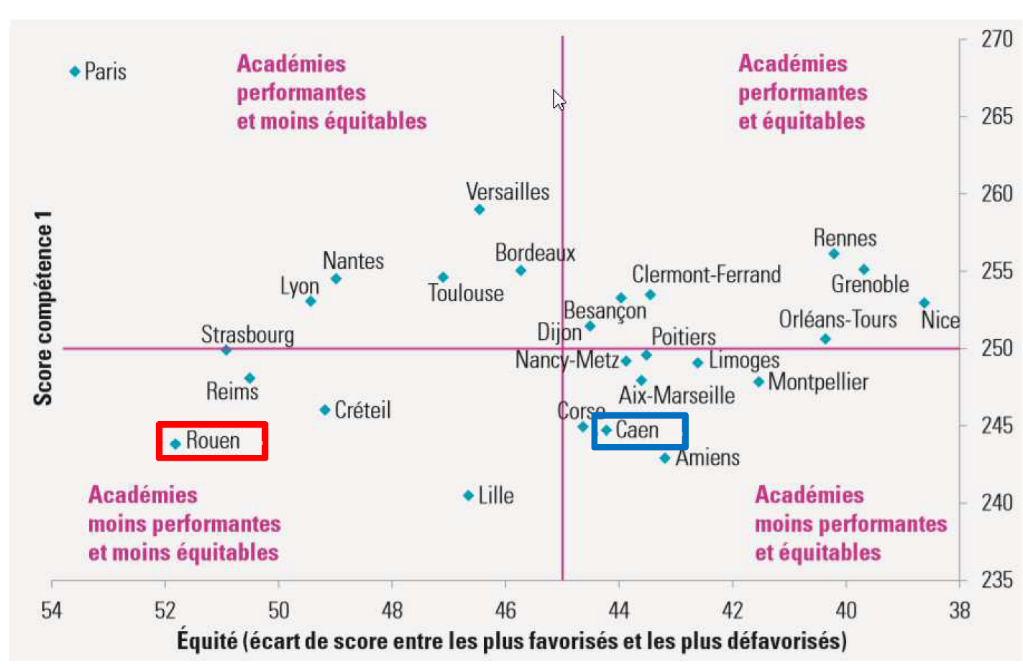 270
Académies
performantes
et moins équitables
Académies
performantes
et équitables
Paris
265
260
Versailles
Rennes
Bordeaux
Nantes
Clermont-Ferrand
255
Grenoble
Lyon
Toulouse
Besançon
Orléans-Tours
Nice
Strasbourg
Dijon
Poitiers
250
Nancy-Metz
Limoges
Reims
Aix-Marseille
Montpellier
Créteil
Corse
245
Rouen
Caen
Amiens
Lille
240
Académies
moins performantes
et moins équitables
Académies
moins performantes
et équitables
235
Score compétence 1
54 52 50 48 46 44 42 40 38
Équité (écart de score entre les plus favorisés et les plus défavorisés)